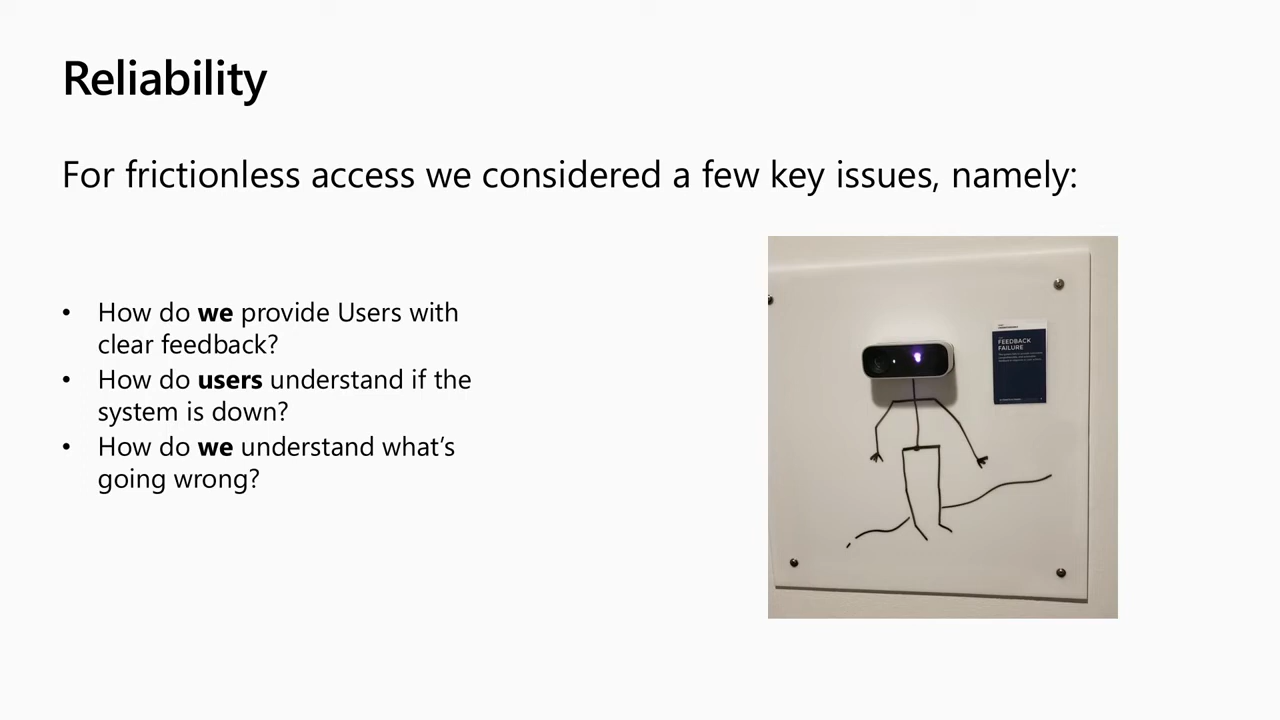 Reliability
For frictionless access we considered a few key issues, namely:
• How do we provide Users with
clear feedback?
• How do users understand if the
system is down?
• How do we understand what's
going wrong?
FEEDBACK
FAILURE